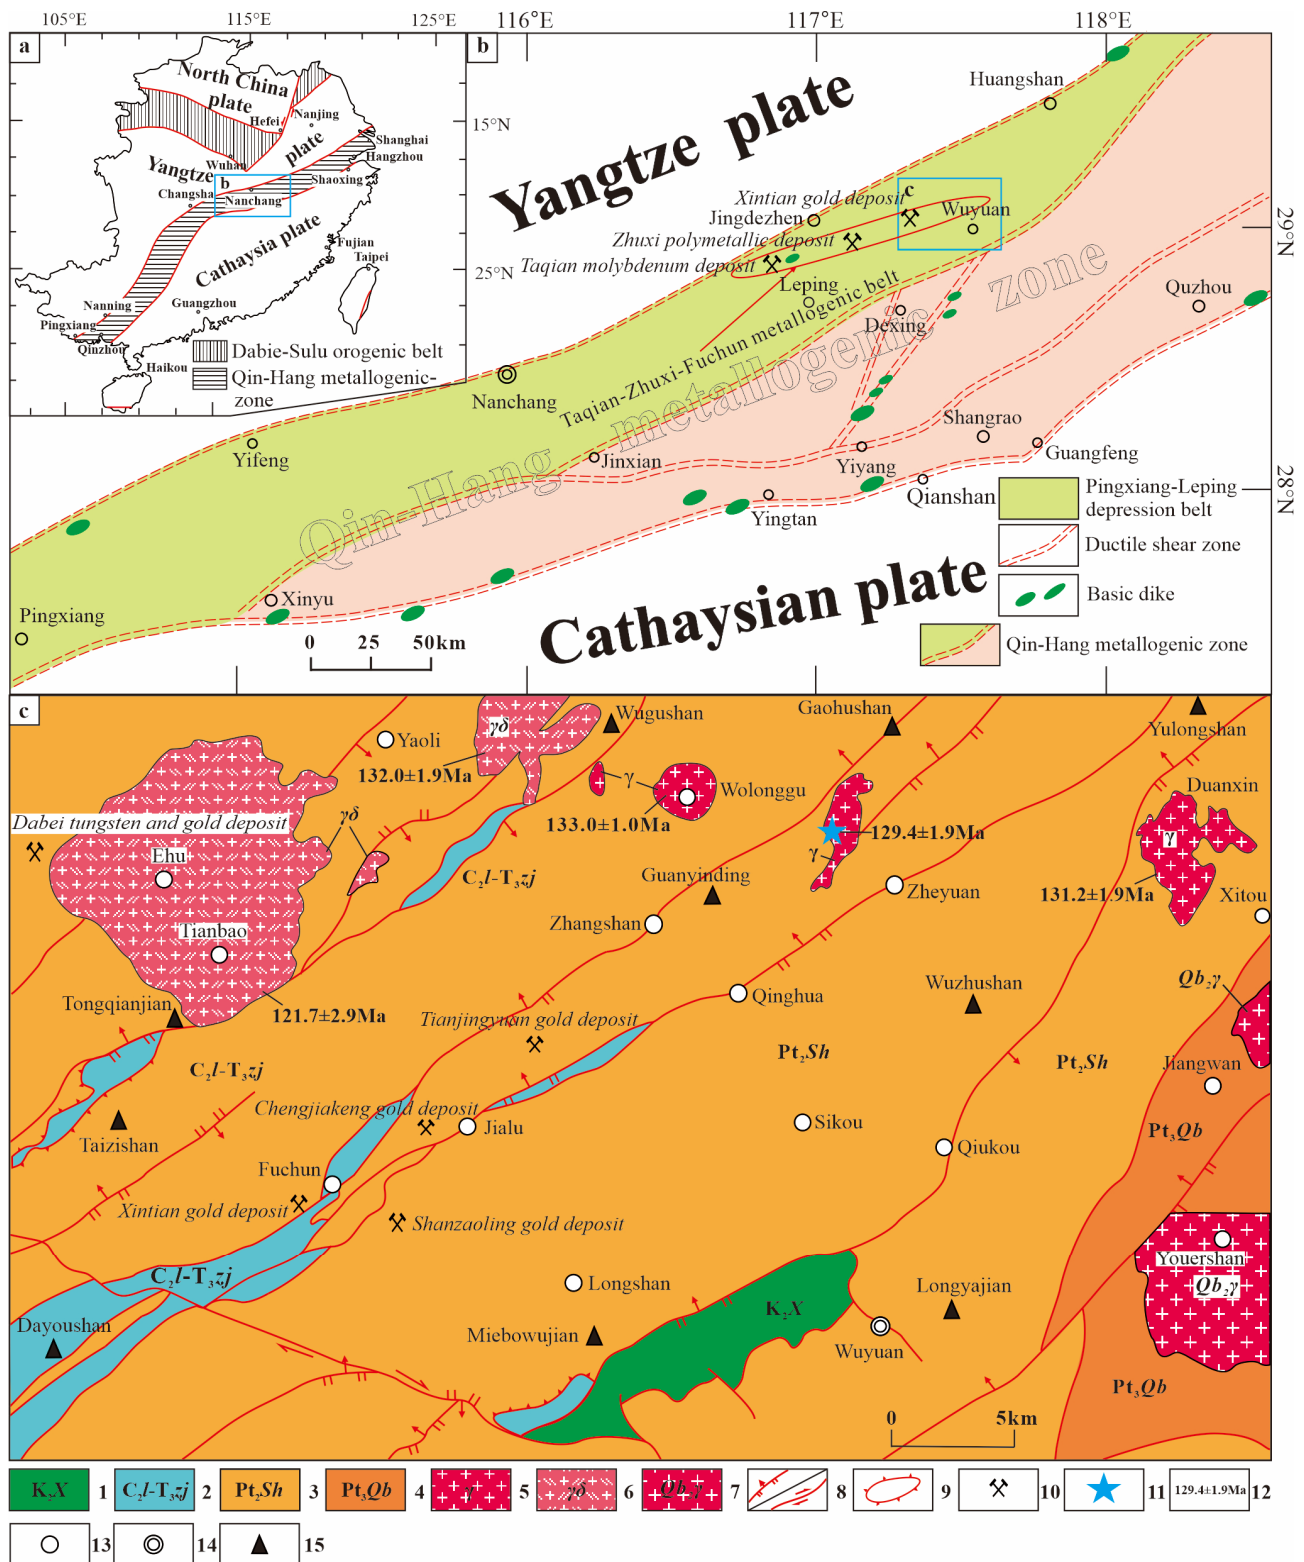 105°E
115°E
125°E
116°E
117°E
118°E
a
North China
plate
Hefei
Nanjing
Shanghai
Hangzhou
Yangtze
plate
Wuhan
Shaoxing
Changsha
b
Nanchang
Cathaysia plate
Fujian
Taipei
Nanning
Guangzhou
Pingxiang
Qinzhou
Haikou
Dabie-Sulu orogenic belt
Qin-Hang metallogenic-
zone
15°N
25°N
b
Yangtze plate
Huangshan
Xintian gold deposit
c
Jingdezhen
Wuyuan
Zhuxi polymetallic deposit
Taqian molybdenum deposit
Leping
29°N
Quzhou
Dexing
Taqian-Zhuxi-Fuchun metallogenic belt
Qin-Hang metallogenic zone
Nanchang
Yifeng
Jinxian
Shangrao
Yiyang
Guangfeng
Qianshan
Yingtan
28°N
Xinyu
Pingxiang
Cathaysian plate
0 25 50km
Pingxiang-Leping
depression belt
Ductile shear zone
Basic dike
Qin-Hang metallogenic zone
c
γδ
Wugushan
Gaohushan
Yulongshan
Yaoli
132.0±1.9Ma
γ
Wolonggu
Duanxin
Dabei tungsten and gold deposit
γδ
133.0±1.0Ma
129.4±1.9Ma
γ
γ
Ehu
C₂l-T₃zj
Guanyinding
Zheyuan
131.2±1.9Ma
Xitou
Tianbao
Zhangshan
Tongqianjian
121.7±2.9Ma
Qinghua
Wuzhushan
Qb₂γ
Tianjingyuan gold deposit
C₂l-T₃zj
Pt₂Sh
Pt₂Sh
Jiangwan
Chengjiakeng gold deposit
Taizishan
Jialu
Sikou
Qiukou
Pt₃Qb
Fuchun
Xintian gold deposit
Shanzaoling gold deposit
C₂l-T₃zj
Longshan
K₂X
Longyajian
Youershan
Qb₂γ
Dayoushan
Miebowujian
Wuyuan
Pt₃Qb
0 5km
K₂X 1 C₂l-T₃zj 2 Pt₂Sh 3 Pt₃Qb 4 γ 5 γδ 6 Qb₂γ 7 8 9 10 11 129.4±1.9Ma 12
13 14 15